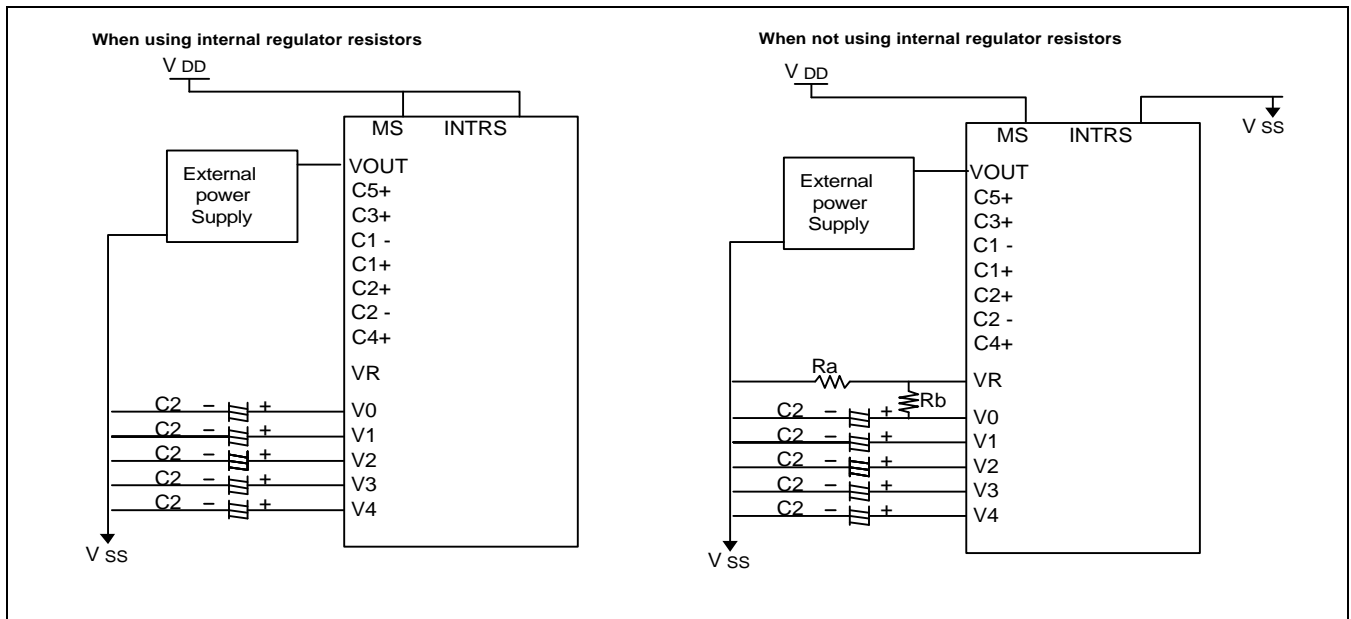 When using internal regulator resistors
V DD
MS INTRS
External
power
Supply
VOUT
C5+
C3+
C1 -
C1+
C2+
C2 -
C4+
VR
C2 – + V0
C2 – + V1
C2 – + V2
C2 – + V3
C2 – + V4
V SS
When not using internal regulator resistors
V DD
V SS
MS INTRS
External
power
Supply
VOUT
C5+
C3+
C1 -
C1+
C2+
C2 -
C4+
Ra
VR
Rb
C2 – + V0
C2 – + V1
C2 – + V2
C2 – + V3
C2 – + V4
V SS